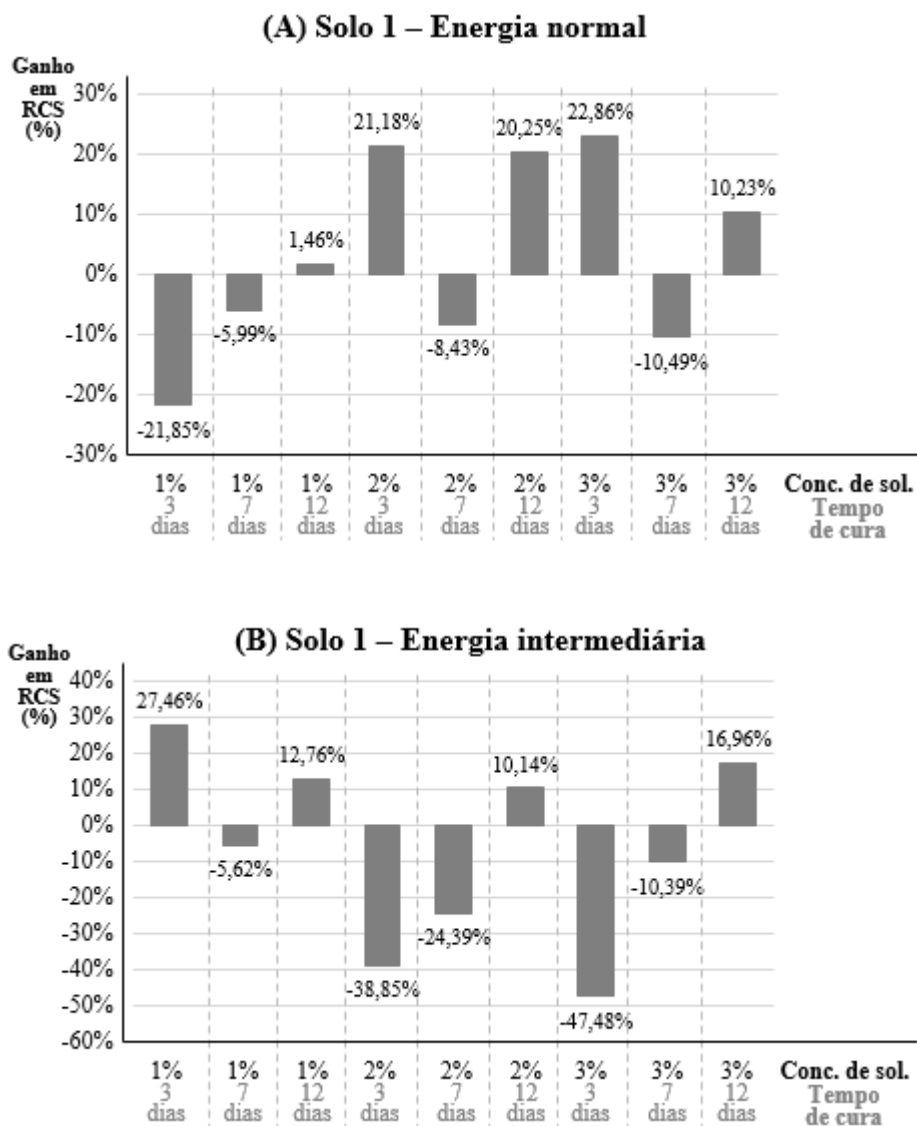 (A) Solo 1 – Energia normal
Ganho
em
RCS
(%)
30%
20%
10%
0%
-10%
-20%
-30%
-21,85%
-5,99%
1,46%
21,18%
-8,43%
20,25%
22,86%
-10,49%
10,23%
1% 1% 1% 2% 2% 2% 3% 3% 3% Conc. de sol.
3 7 12 3 7 12 3 7 12 Tempo
dias dias dias dias dias dias dias dias dias de cura
(B) Solo 1 – Energia intermediária
Ganho
em
RCS
(%)
40%
30%
20%
10%
0%
-10%
-20%
-30%
-40%
-50%
-60%
27,46%
-5,62%
12,76%
-38,85%
-24,39%
10,14%
-47,48%
-10,39%
16,96%
1% 1% 1% 2% 2% 2% 3% 3% 3% Conc. de sol.
3 7 12 3 7 12 3 7 12 Tempo
dias dias dias dias dias dias dias dias dias de cura